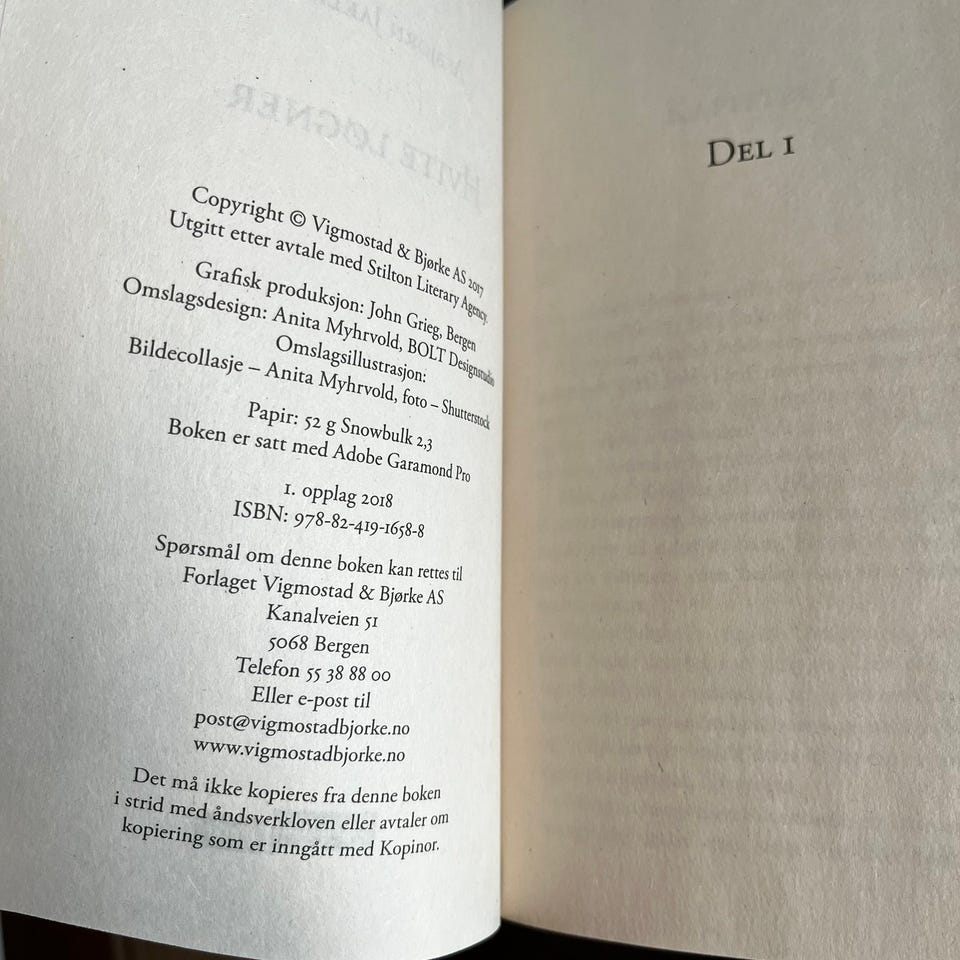 Copyright © Vigmostad & Bjørke AS 2017
Utgitt etter avtale med Stilton Literary Agency.
Grafisk produksjon: John Grieg, Bergen
Omslagsdesign: Anita Myhrvold, BOLT Designstudio
Omslagsillustrasjon:
Bildecollasje – Anita Myhrvold, foto – Shutterstock
Papir: 52 g Snowbulk 2,3
Boken er satt med Adobe Garamond Pro
1. opplag 2018
ISBN: 978-82-419-1658-8
Spørsmål om denne boken kan rettes til
Forlaget Vigmostad & Bjørke AS
Kanalveien 51
5068 Bergen
Telefon 55 38 88 00
Eller e-post til
post@vigmostadbjorke.no
www.vigmostadbjorke.no
Det må ikke kopieres fra denne boken
i strid med åndsverkloven eller avtaler om
kopiering som er inngått med Kopinor.
Del 1